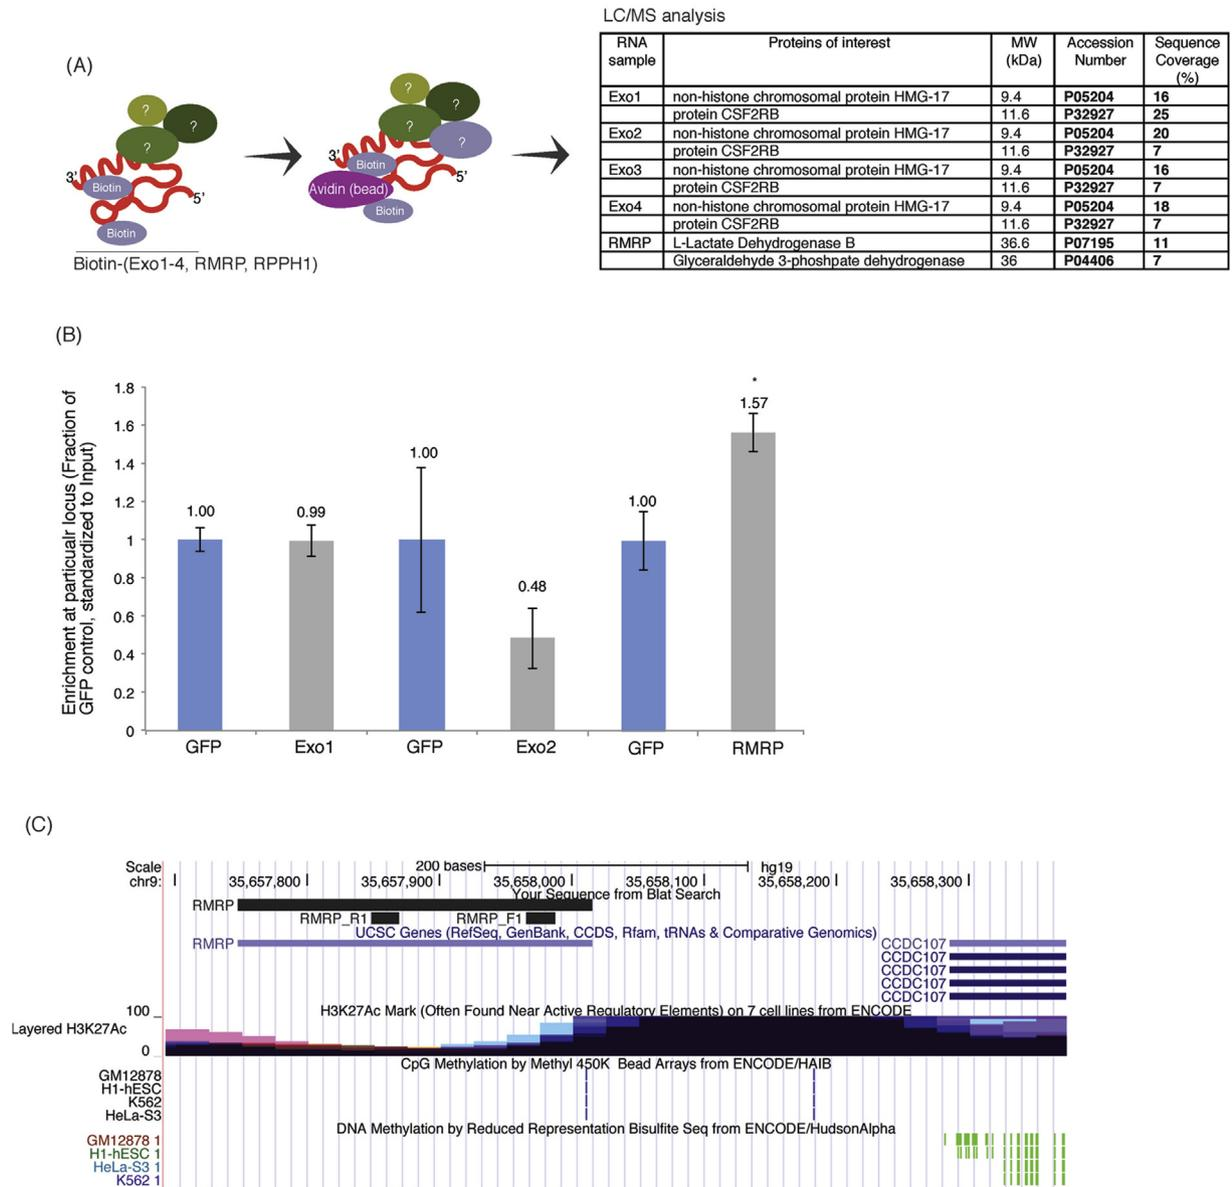 LC/MS analysis
(A)
RNA sample Proteins of interest MW (kDa) Accession Number Sequence Coverage (%)
Exo1 non-histone chromosomal protein HMG-17 9.4 P05204 16
protein CSF2RB 11.6 P32927 25
Exo2 non-histone chromosomal protein HMG-17 9.4 P05204 20
protein CSF2RB 11.6 P32927 7
Exo3 non-histone chromosomal protein HMG-17 9.4 P05204 16
protein CSF2RB 11.6 P32927 7
Exo4 non-histone chromosomal protein HMG-17 9.4 P05204 18
protein CSF2RB 11.6 P32927 7
RMRP L-Lactate Dehydrogenase B 36.6 P07195 11
Glyceraldehyde 3-phoshpate dehydrogenase 36 P04406 7
?
?
?
3'
Biotin
5'
Biotin
?
?
?
?
3'
Biotin
5'
Avidin (bead)
Biotin
Biotin-(Exo1-4, RMRP, RPPH1)
(B)
Enrichment at particualr locus (Fraction of
GFP control, standardized to Input)
1.8
1.6
1.4
1.2
1
0.8
0.6
0.4
0.2
0
1.00
0.99
1.00
0.48
1.00
*
1.57
GFP Exo1 GFP Exo2 GFP RMRP
(C)
Scale 200 bases hg19
chr9: 35,657,800 35,657,900 35,658,000 35,658,100 35,658,200 35,658,300
Your Sequence from Blat Search
RMRP
RMRP_R1 RMRP_F1
UCSC Genes (RefSeq, GenBank, CCDS, Rfam, tRNAs & Comparative Genomics)
RMRP CCDC107
CCDC107
CCDC107
CCDC107
CCDC107
H3K27Ac Mark (Often Found Near Active Regulatory Elements) on 7 cell lines from ENCODE
100
Layered H3K27Ac
0
CpG Methylation by Methyl 450K Bead Arrays from ENCODE/HAIB
GM12878
H1-hESC
K562
HeLa-S3
DNA Methylation by Reduced Representation Bisulfite Seq from ENCODE/HudsonAlpha
GM12878 1
H1-hESC 1
HeLa-S3 1
K562 1